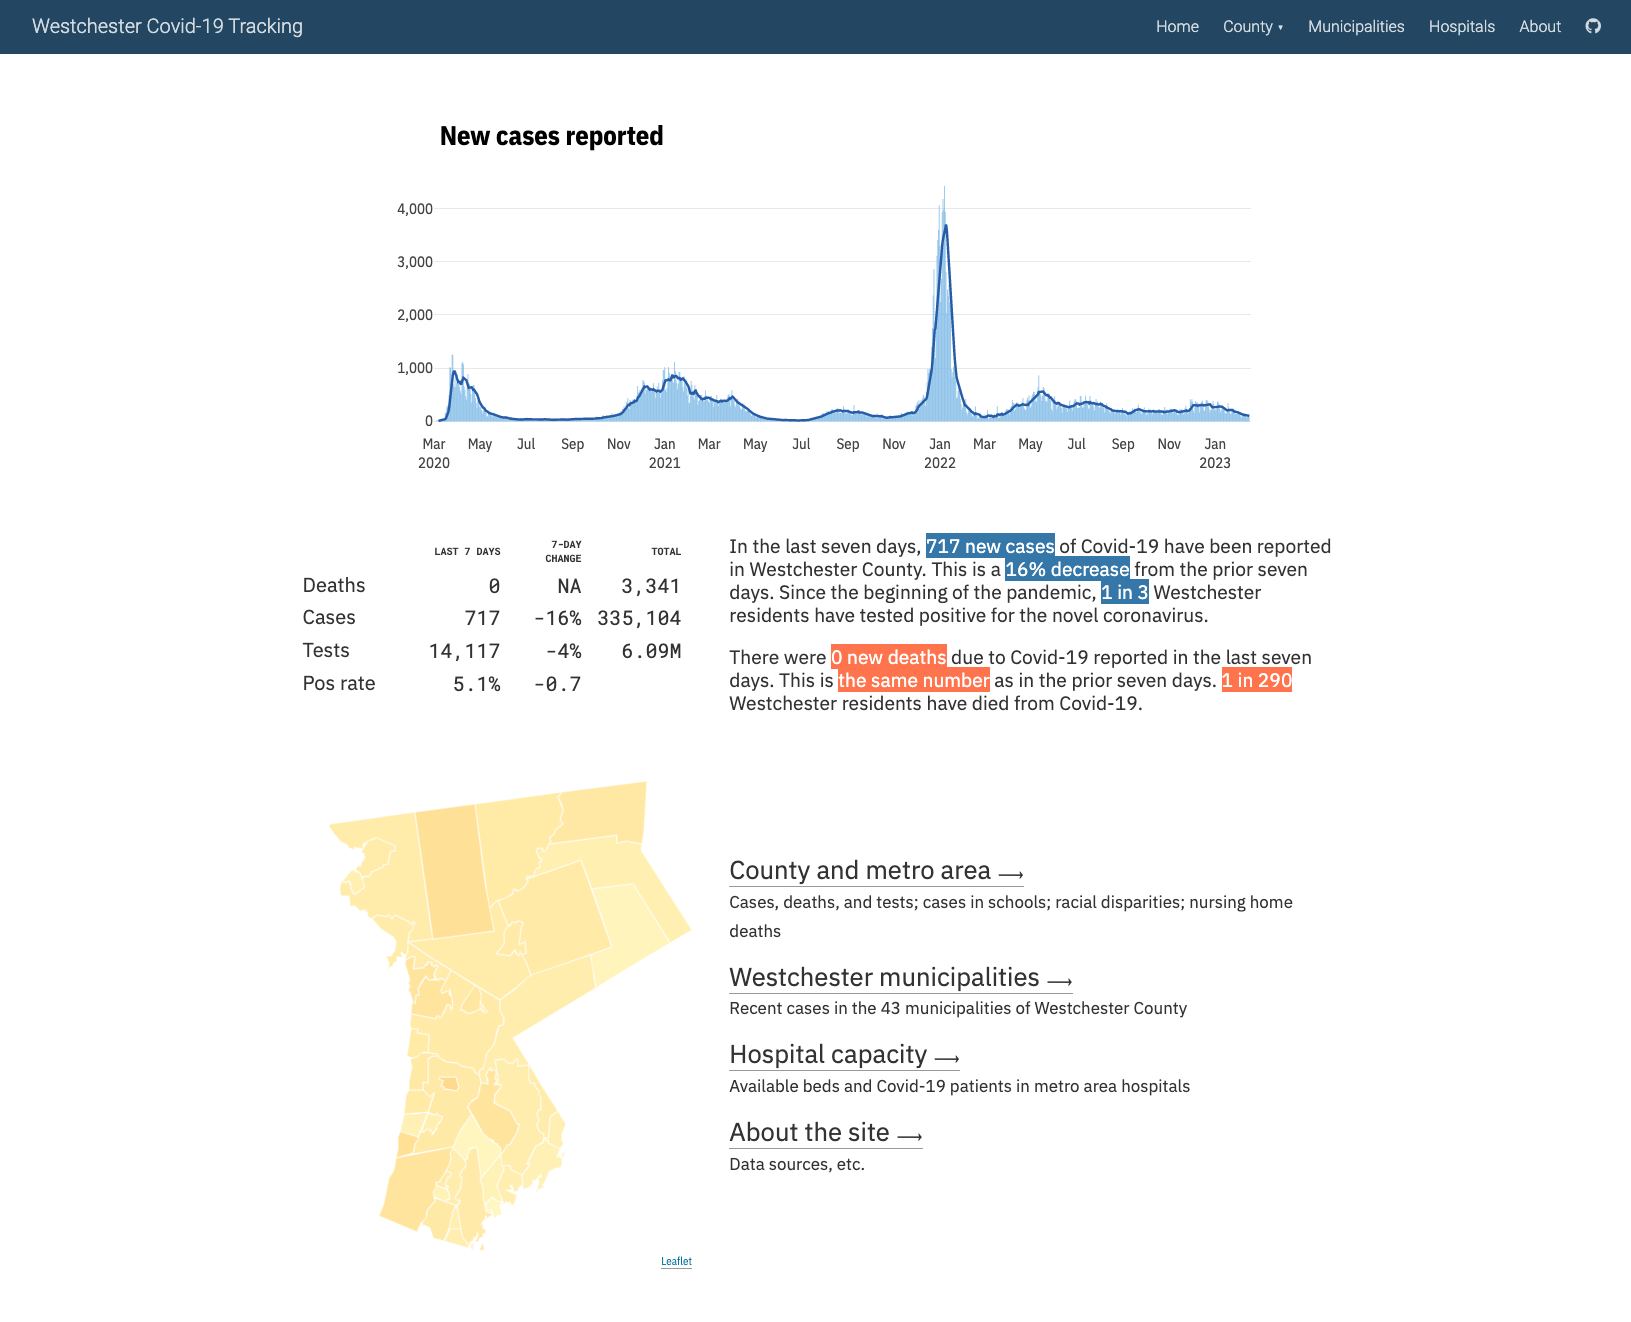 Westchester Covid-19 Tracking
Home County ▾ Municipalities Hospitals About
New cases reported
4,000
3,000
2,000
1,000
0
Mar May Jul Sep Nov Jan Mar May Jul Sep Nov Jan Mar May Jul Sep Nov Jan
2020 2021 2022 2023
LAST 7 DAYS 7-DAY CHANGE TOTAL
Deaths 0 NA 3,341
Cases 717 -16% 335,104
Tests 14,117 -4% 6.09M
Pos rate 5.1% -0.7
In the last seven days, 717 new cases of Covid-19 have been reported
in Westchester County. This is a 16% decrease from the prior seven
days. Since the beginning of the pandemic, 1 in 3 Westchester
residents have tested positive for the novel coronavirus.
There were 0 new deaths due to Covid-19 reported in the last seven
days. This is the same number as in the prior seven days. 1 in 290
Westchester residents have died from Covid-19.
County and metro area ⟶
Cases, deaths, and tests; cases in schools; racial disparities; nursing home
deaths
Westchester municipalities ⟶
Recent cases in the 43 municipalities of Westchester County
Hospital capacity ⟶
Available beds and Covid-19 patients in metro area hospitals
About the site ⟶
Data sources, etc.
Leaflet